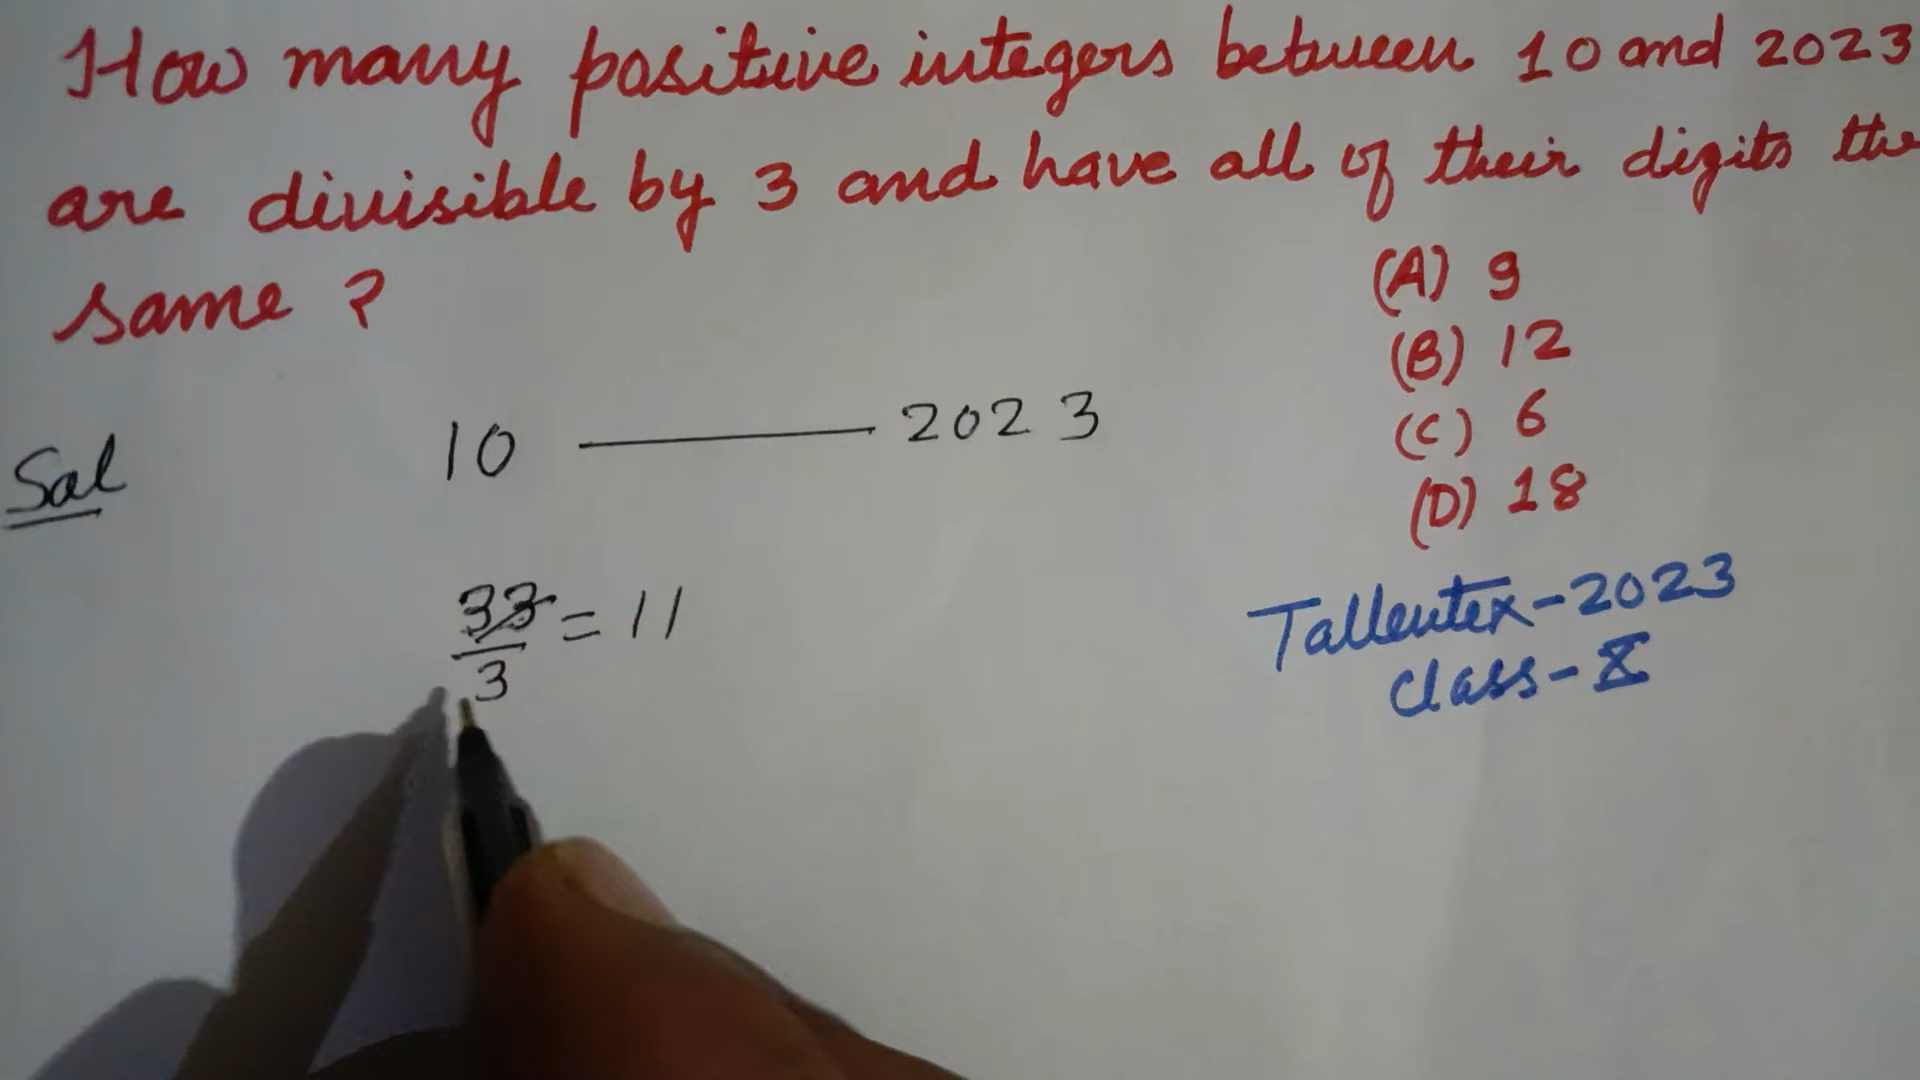 How many positive integers between 10 and 2023
are divisible by 3 and have all of their digits the
same ?
(A) 9
(B) 12
(C) 6
(D) 18
Sol 10 2023
33/3 = 11
Tallentex-2023
class-X